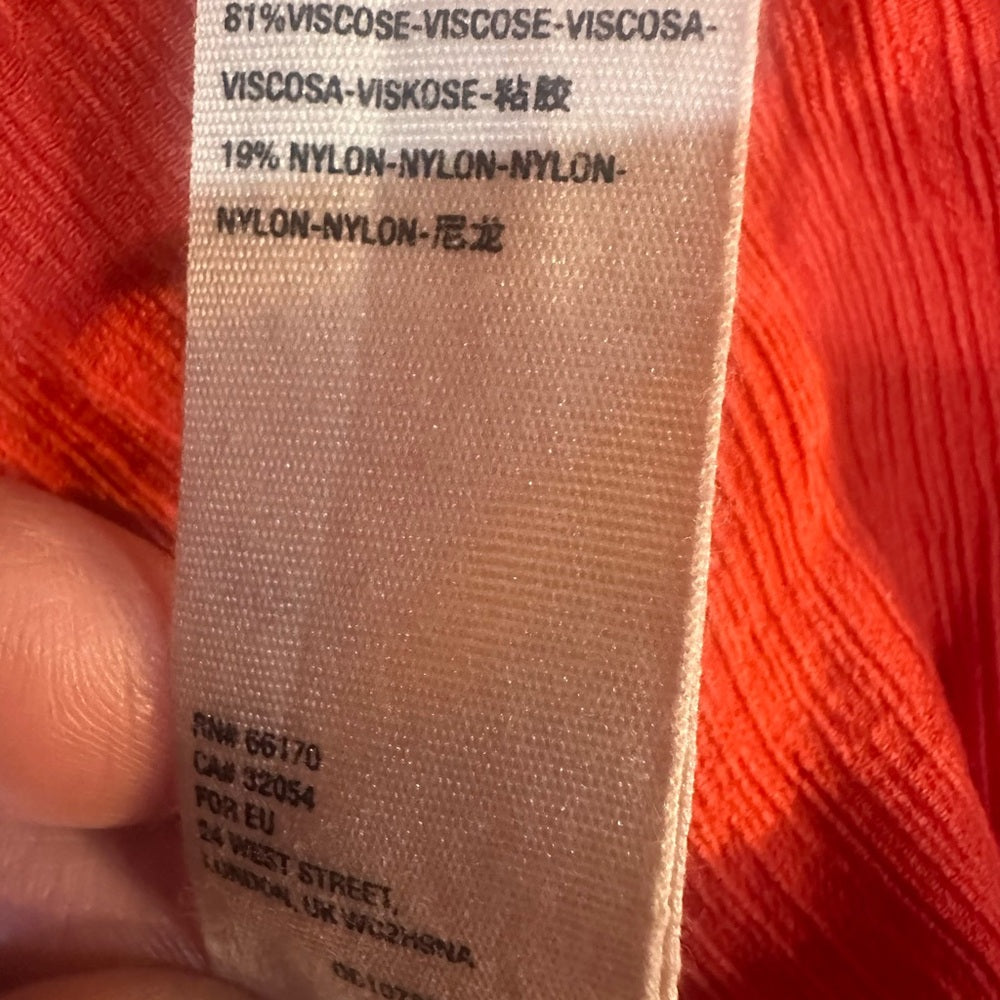 81%VISCOSE-VISCOSE-VISCOSA-
VISCOSA-VISKOSE-粘胶
19% NYLON-NYLON-NYLON-
NYLON-NYLON-尼龙
RN# 66170
CA# 32054
FOR EU
24 WEST STREET,
LONDON, UK WC2H9NA